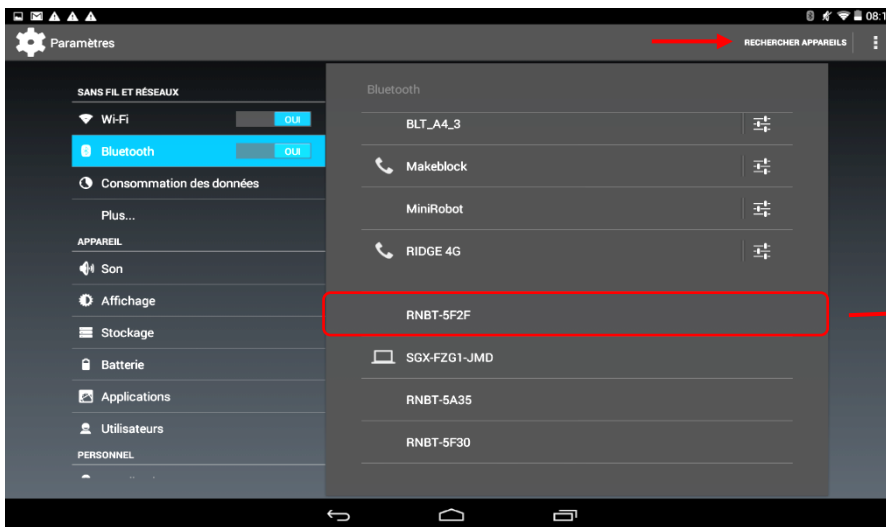 08:1
Paramètres
RECHERCHER APPAREILS
SANS FIL ET RÉSEAUX
Wi-Fi OUI
Bluetooth OUI
Consommation des données
Plus...
APPAREIL
Son
Affichage
Stockage
Batterie
Applications
Utilisateurs
PERSONNEL
Bluetooth
BLT_A4_3
Makeblock
MiniRobot
RIDGE 4G
RNBT-5F2F
SGX-FZG1-JMD
RNBT-5A35
RNBT-5F30